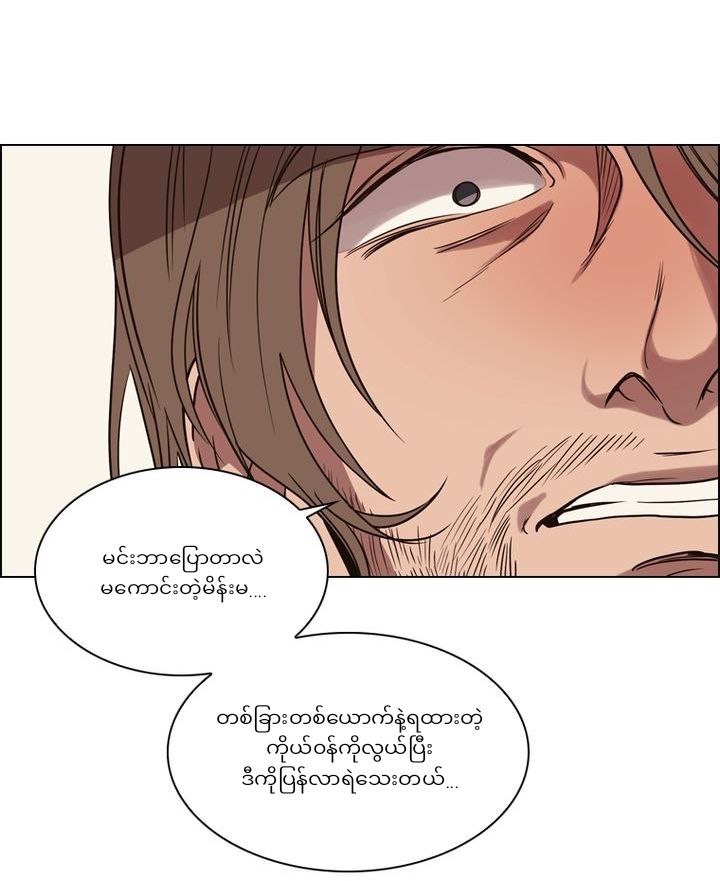 မင်းဘာပြောတာလဲ
မကောင်းတဲ့မိန်းမ....
တစ်ခြားတစ်ယောက်နဲ့ရထားတဲ့
ကိုယ်ဝန်ကိုလွယ်ပြီး
ဒီကိုပြန်လာရဲသေးတယ်...